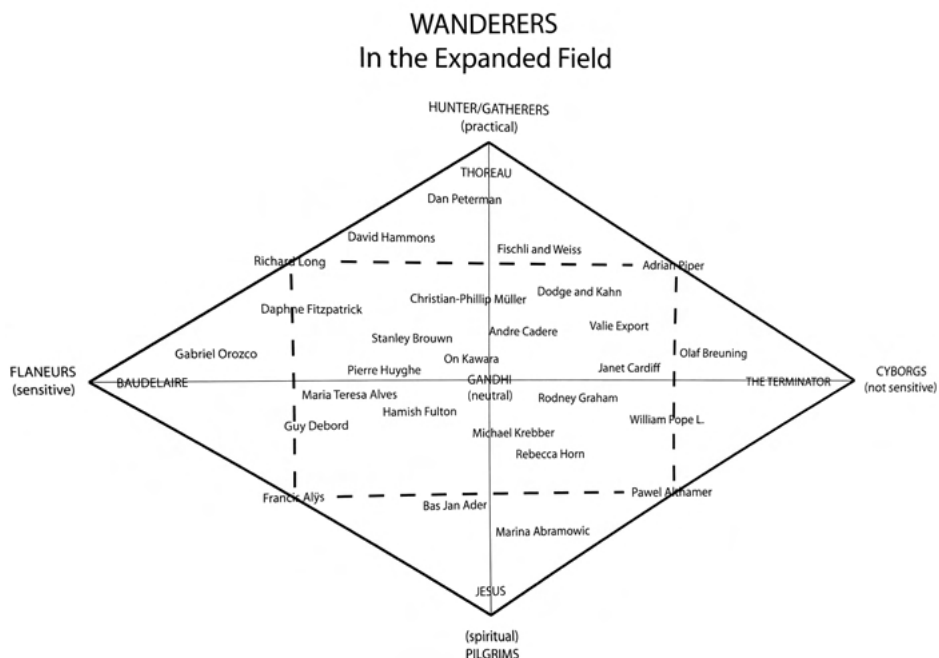 WANDERERS
In the Expanded Field
HUNTER/GATHERERS
(practical)
THOREAU
Dan Peterman
David Hammons
Fischli and Weiss
Richard Long
Adrian Piper
Dodge and Kahn
Christian-Phillip Müller
Daphne Fitzpatrick
Valie Export
Andre Cadere
Stanley Brouwn
Gabriel Orozco
Olaf Breuning
On Kawara
Pierre Huyghe
Janet Cardiff
FLANEURS
(sensitive)
BAUDELAIRE
GANDHI
(neutral)
THE TERMINATOR
CYBORGS
(not sensitive)
Maria Teresa Alves
Rodney Graham
Hamish Fulton
William Pope L.
Guy Debord
Michael Krebber
Rebecca Horn
Francis Alÿs
Pawel Althamer
Bas Jan Ader
Marina Abramowic
JESUS
(spiritual)
PILGRIMS